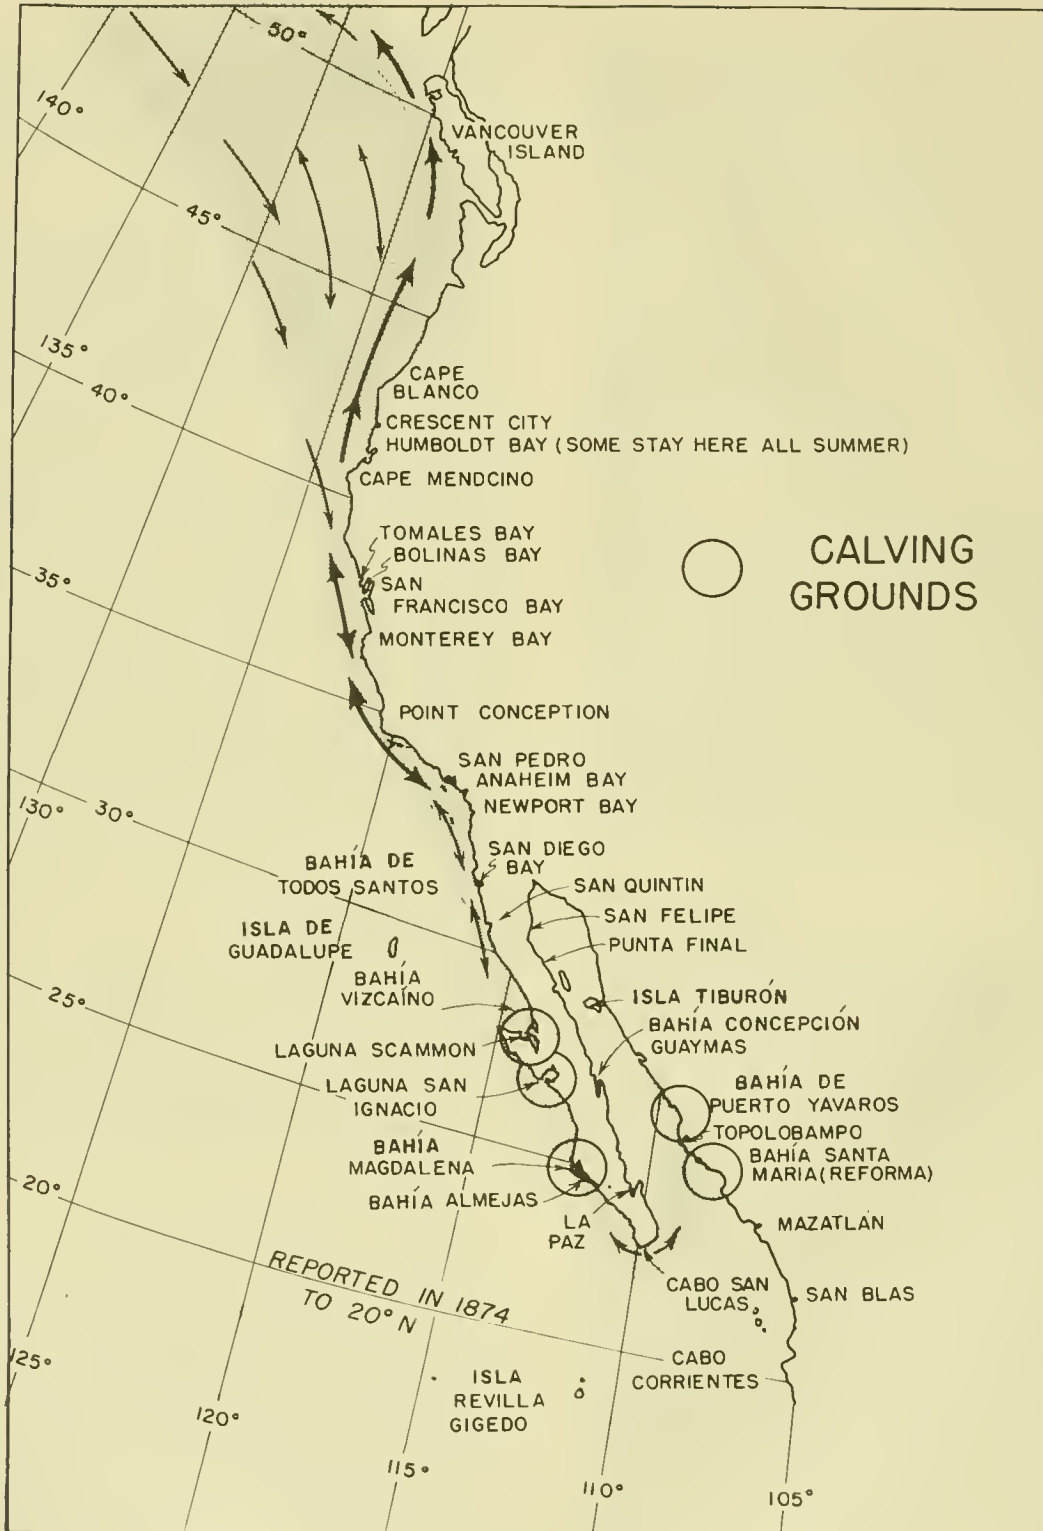 50°
140°
VANCOUVER
ISLAND
45°
135°
40°
CAPE
BLANCO
CRESCENT CITY
HUMBOLDT BAY (SOME STAY HERE ALL SUMMER)
CAPE MENDCINO
TOMALES BAY
BOLINAS BAY
SAN
FRANCISCO BAY
CALVING
GROUNDS
35°
MONTEREY BAY
POINT CONCEPTION
SAN PEDRO
ANAHEIM BAY
NEWPORT BAY
130°
30°
SAN DIEGO
BAY
BAHÍA DE
TODOS SANTOS
SAN QUINTIN
SAN FELIPE
PUNTA FINAL
ISLA DE
GUADALUPE
BAHÍA
VIZCAÍNO
25°
ISLA TIBURÓN
BAHÍA CONCEPCIÓN
GUAYMAS
LAGUNA SCAMMON
LAGUNA SAN
IGNACIO
BAHÍA DE
PUERTO YAVAROS
TOPOLOBAMPO
BAHÍA SANTA
MARIA (REFORMA)
BAHÍA
MAGDALENA
BAHÍA ALMEJAS
20°
LA
PAZ
MAZATLÁN
CABO SAN
LUCAS
SAN BLAS
REPORTED IN 1874
TO 20° N
CABO
CORRIENTES
125°
ISLA
REVILLA
GIGEDO
120°
115°
110°
105°